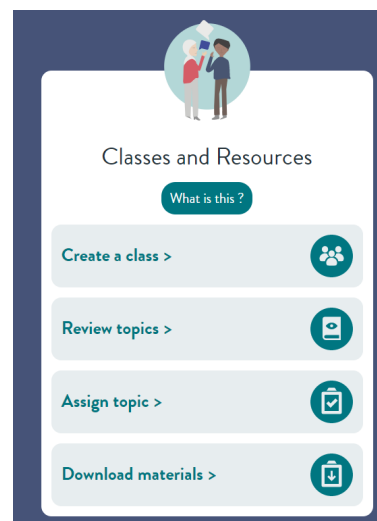 Classes and Resources
What is this ?
Create a class >
Review topics >
Assign topic >
Download materials >